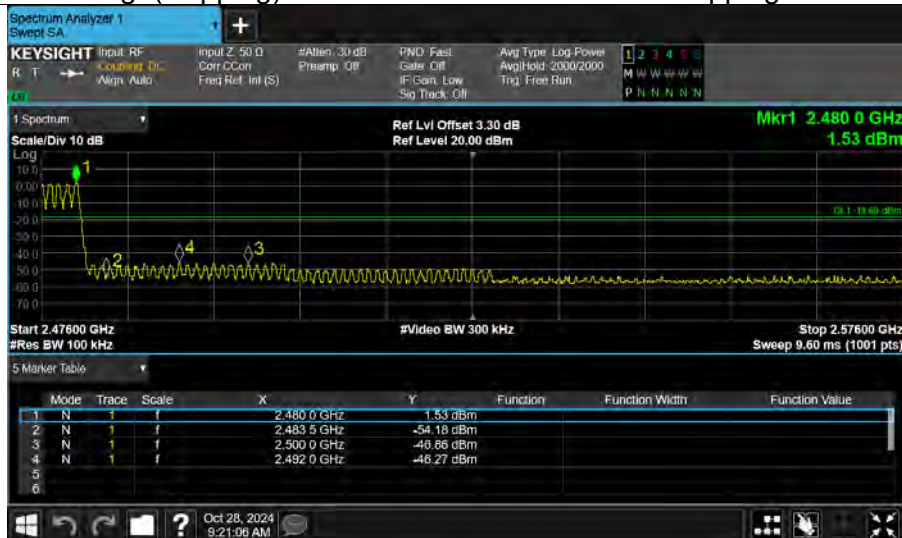 Spectrum Analyzer 1
Swept SA
+
KEYSIGHT Input: RF
R T Coupling: DC
Align: Auto
Input Z: 50 Ω
Corr CCorr
Freq Ref: Int (S)
#Atten: 30 dB
Preamp: Off
PNO: Fast
Gate: Off
IF Gain: Low
Sig Track: Off
Avg Type: Log-Power
Avg|Hold: 2000/2000
Trig: Free Run
1 2 3 4 5 6
M W W W W W
P N N N N N
1 Spectrum
Scale/Div 10 dB
Ref Lvl Offset 3.30 dB
Ref Level 20.00 dBm
Mkr1 2.480 0 GHz
1.53 dBm
Log
10.0
0.00
-10.0
-20.0
-30.0
-40.0
-50.0
-60.0
-70.0
1
2
4
3
Start 2.47600 GHz
#Res BW 100 kHz
#Video BW 300 kHz
Stop 2.57600 GHz
Sweep 9.60 ms (1001 pts)
5 Marker Table
Mode Trace Scale X Y Function Function Width Function Value
1 N 1 f 2.480 0 GHz 1.53 dBm
2 N 1 f 2.483 5 GHz -54.18 dBm
3 N 1 f 2.500 0 GHz -46.86 dBm
4 N 1 f 2.492 0 GHz -46.27 dBm
5
6
?
Oct 28, 2024
9:21:06 AM